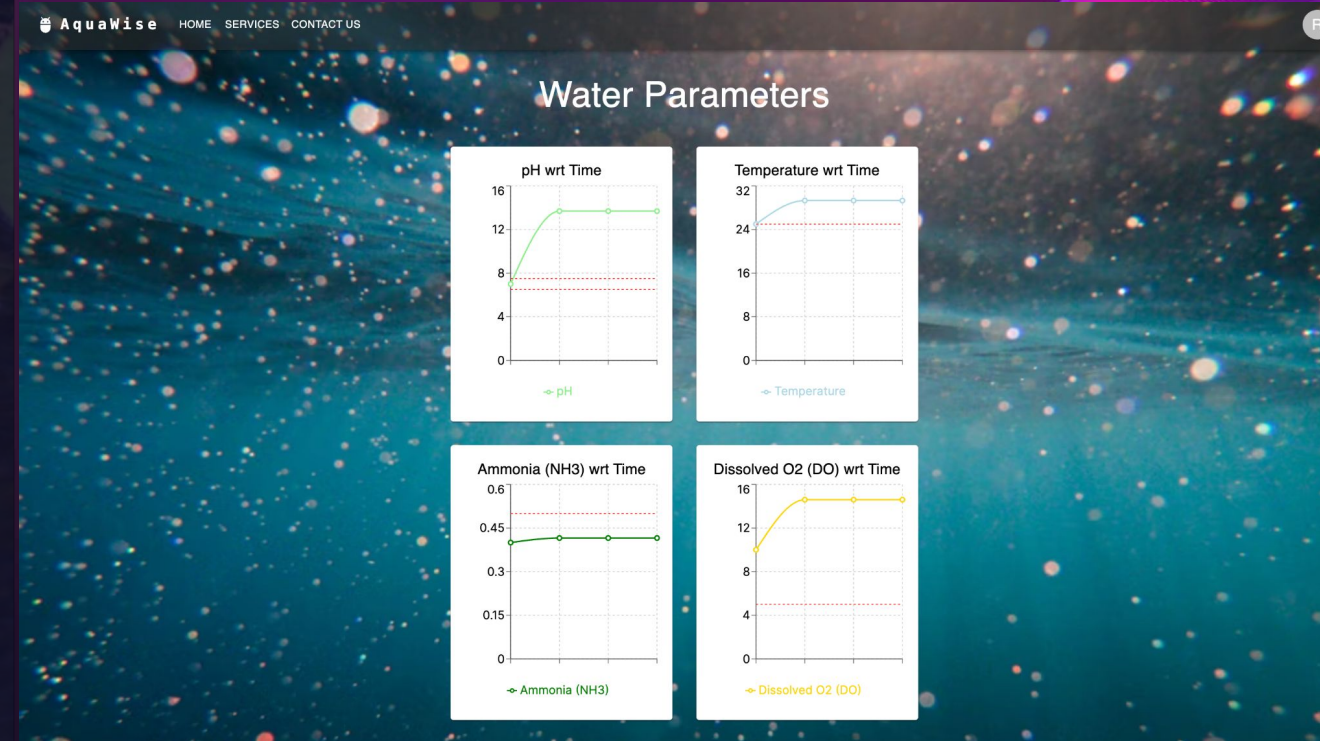 AquaWise HOME SERVICES CONTACT US
Water Parameters
pH wrt Time
16
12
8
4
0
pH
Temperature wrt Time
32
24
16
8
0
Temperature
Ammonia (NH3) wrt Time
0.6
0.45
0.3
0.15
0
Ammonia (NH3)
Dissolved O2 (DO) wrt Time
16
12
8
4
0
Dissolved O2 (DO)